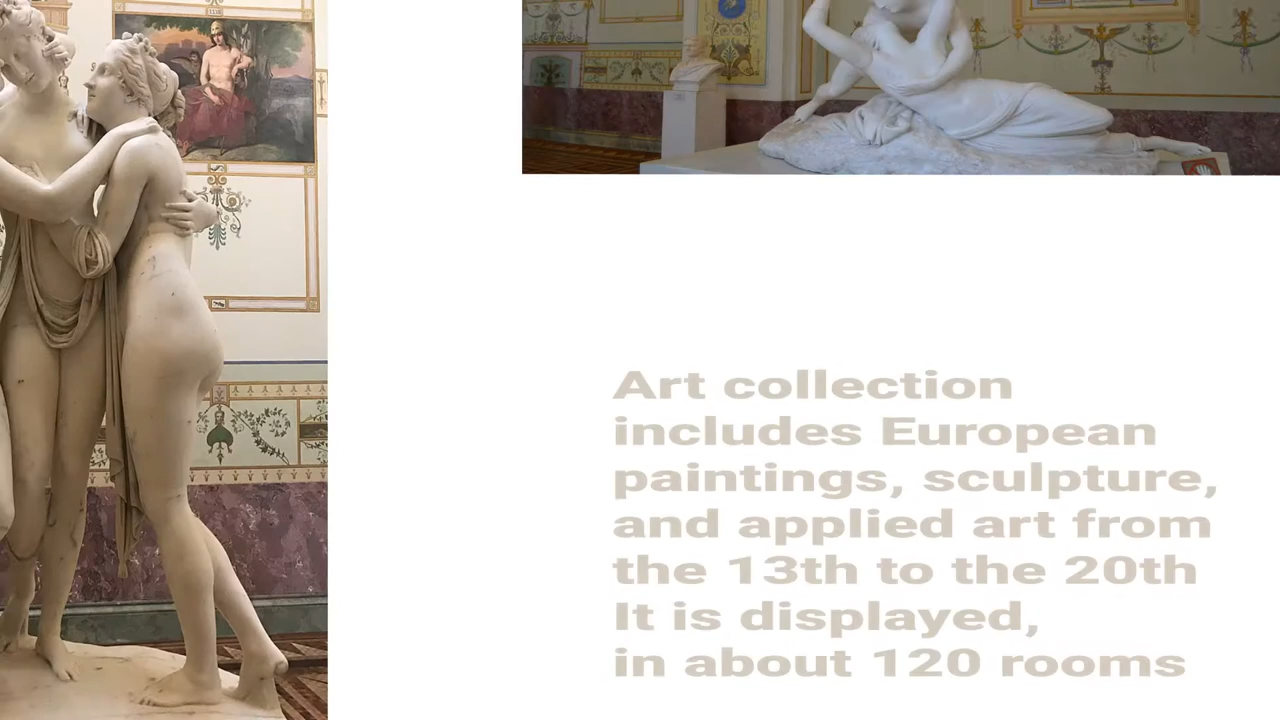 Art collection
includes European
paintings, sculpture,
and applied art from
the 13th to the 20th
It is displayed,
in about 120 rooms